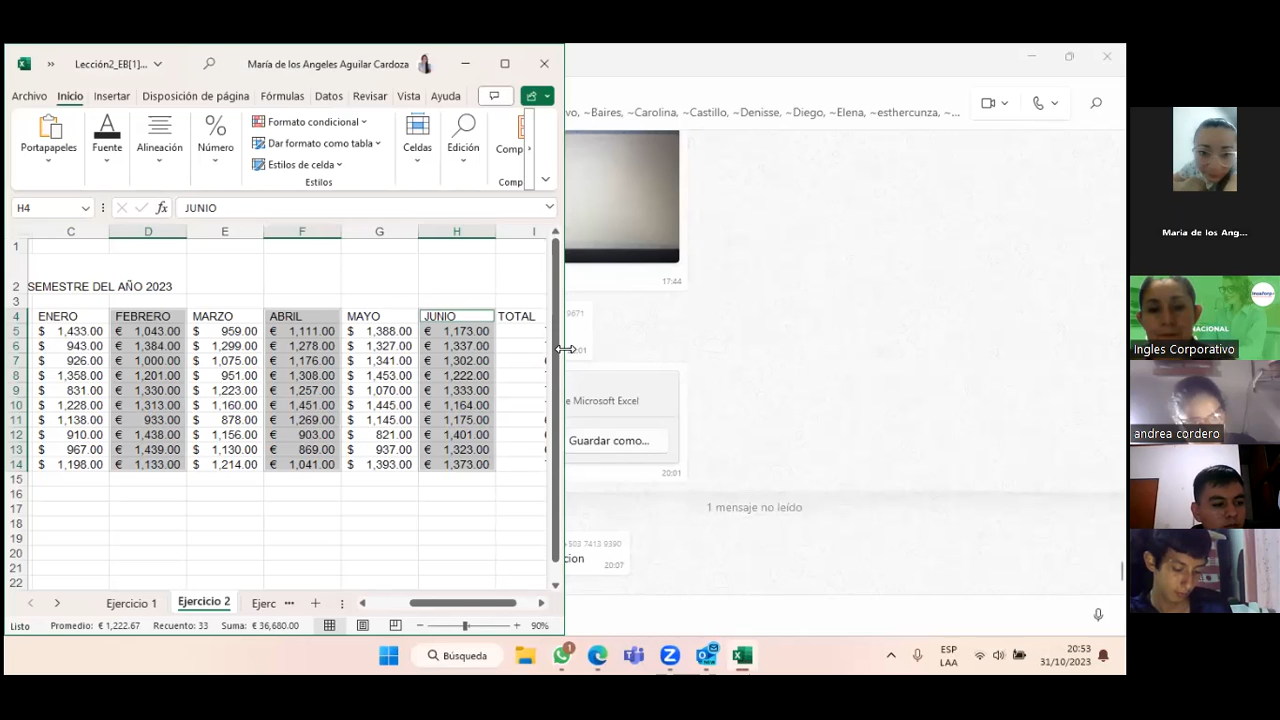 Lección2_EB[1]...
María de los Angeles Aguilar Cardoza
Archivo Inicio Insertar Disposición de página Fórmulas Datos Revisar Vista Ayuda
Portapapeles Fuente Alineación Número
Formato condicional
Dar formato como tabla
Estilos de celda
Estilos
Celdas Edición Comp
Comp
H4 fx JUNIO
C D E F G H I
1
2 SEMESTRE DEL AÑO 2023
3
4 ENERO FEBRERO MARZO ABRIL MAYO JUNIO TOTAL
5 $ 1,433.00 € 1,043.00 $ 959.00 € 1,111.00 $ 1,388.00 € 1,173.00
6 $ 943.00 € 1,384.00 $ 1,299.00 € 1,278.00 $ 1,327.00 € 1,337.00
7 $ 926.00 € 1,000.00 $ 1,075.00 € 1,176.00 $ 1,341.00 € 1,302.00
8 $ 1,358.00 € 1,201.00 $ 951.00 € 1,308.00 $ 1,453.00 € 1,222.00
9 $ 831.00 € 1,330.00 $ 1,223.00 € 1,257.00 $ 1,070.00 € 1,333.00
10 $ 1,228.00 € 1,313.00 $ 1,160.00 € 1,451.00 $ 1,445.00 € 1,164.00
11 $ 1,138.00 € 933.00 $ 878.00 € 1,269.00 $ 1,145.00 € 1,175.00
12 $ 910.00 € 1,438.00 $ 1,156.00 € 903.00 $ 821.00 € 1,401.00
13 $ 967.00 € 1,439.00 $ 1,130.00 € 869.00 $ 937.00 € 1,323.00
14 $ 1,198.00 € 1,133.00 $ 1,214.00 € 1,041.00 $ 1,393.00 € 1,373.00
15
16
17
18
19
20
21
22
Ejercicio 1 Ejercicio 2 Ejerc ...
Listo Promedio: € 1,222.67 Recuento: 33 Suma: € 36,680.00 90%
vo, ~Baires, ~Carolina, ~Castillo, ~Denisse, ~Diego, ~Elena, ~esthercunza, ~...
17:44
9671
:01
e Microsoft Excel
Guardar como...
20:01
1 mensaje no leído
503 7413 9390
cion 20:07
Búsqueda
1
NEW
ESP
LAA
20:53
31/10/2023
Maria de los Ang...
NACIONAL
Ingles Corporativo
andrea cordero